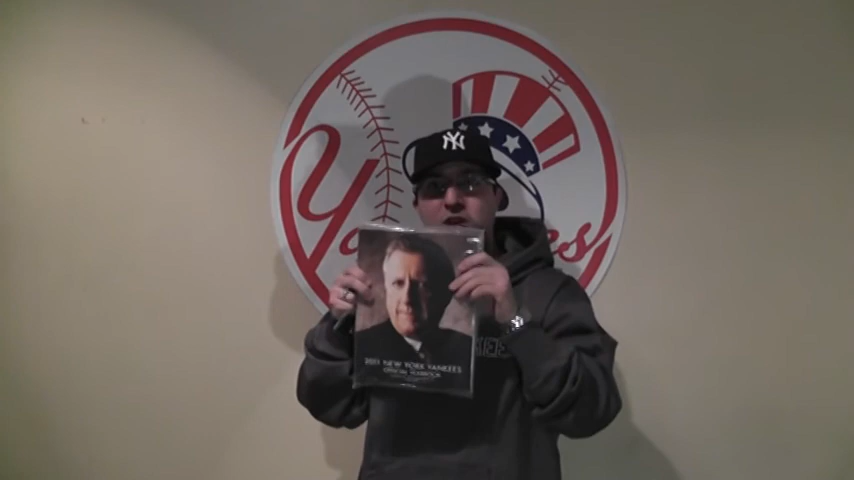 Yankees
NY
2011 NEW YORK YANKEES
OFFICIAL YEARBOOK